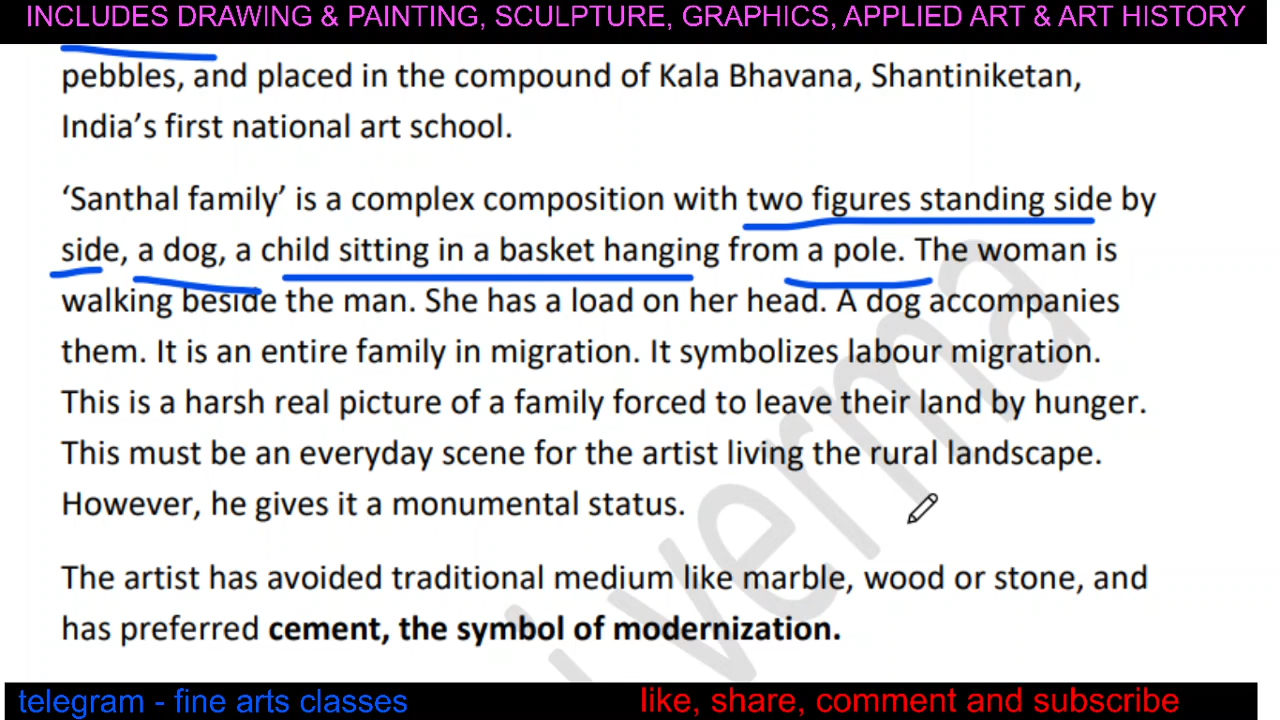 INCLUDES DRAWING & PAINTING, SCULPTURE, GRAPHICS, APPLIED ART & ART HISTORY
pebbles, and placed in the compound of Kala Bhavana, Shantiniketan,
India’s first national art school.
‘Santhal family’ is a complex composition with two figures standing side by
side, a dog, a child sitting in a basket hanging from a pole. The woman is
walking beside the man. She has a load on her head. A dog accompanies
them. It is an entire family in migration. It symbolizes labour migration.
This is a harsh real picture of a family forced to leave their land by hunger.
This must be an everyday scene for the artist living the rural landscape.
However, he gives it a monumental status.
The artist has avoided traditional medium like marble, wood or stone, and
has preferred cement, the symbol of modernization.
verma
telegram - fine arts classes
like, share, comment and subscribe